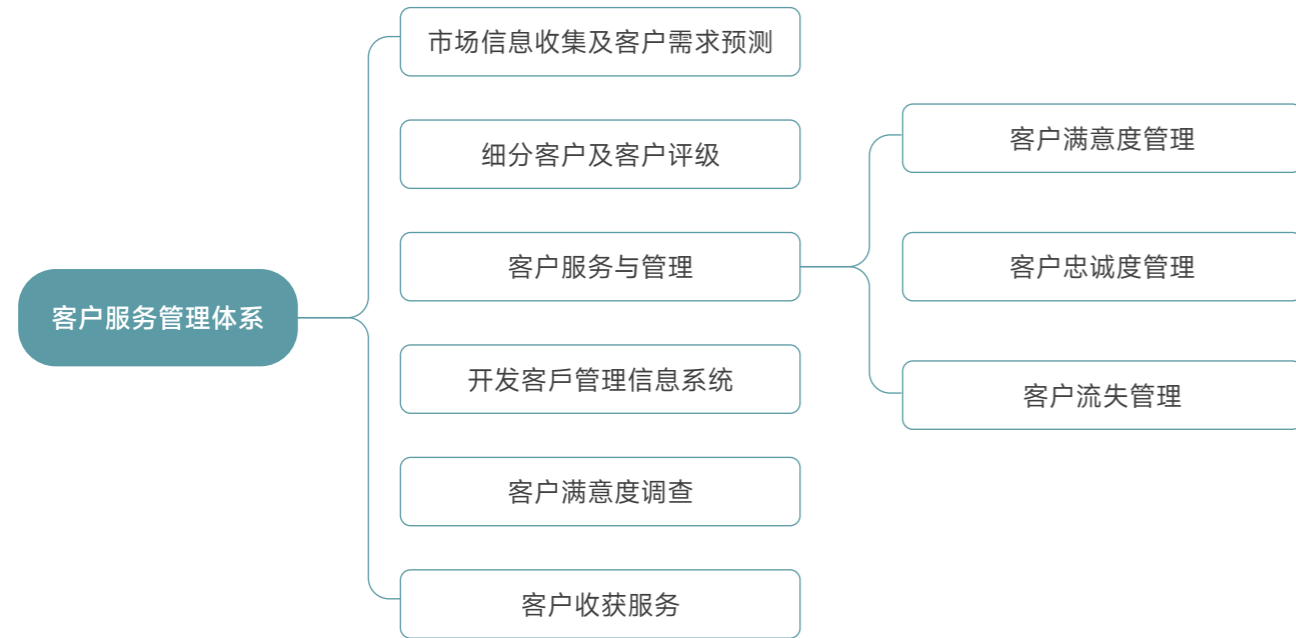 客户服务管理体系
市场信息收集及客户需求预测
细分客户及客户评级
客户服务与管理
开发客戶管理信息系统
客户满意度调查
客户收获服务
客户满意度管理
客户忠诚度管理
客户流失管理